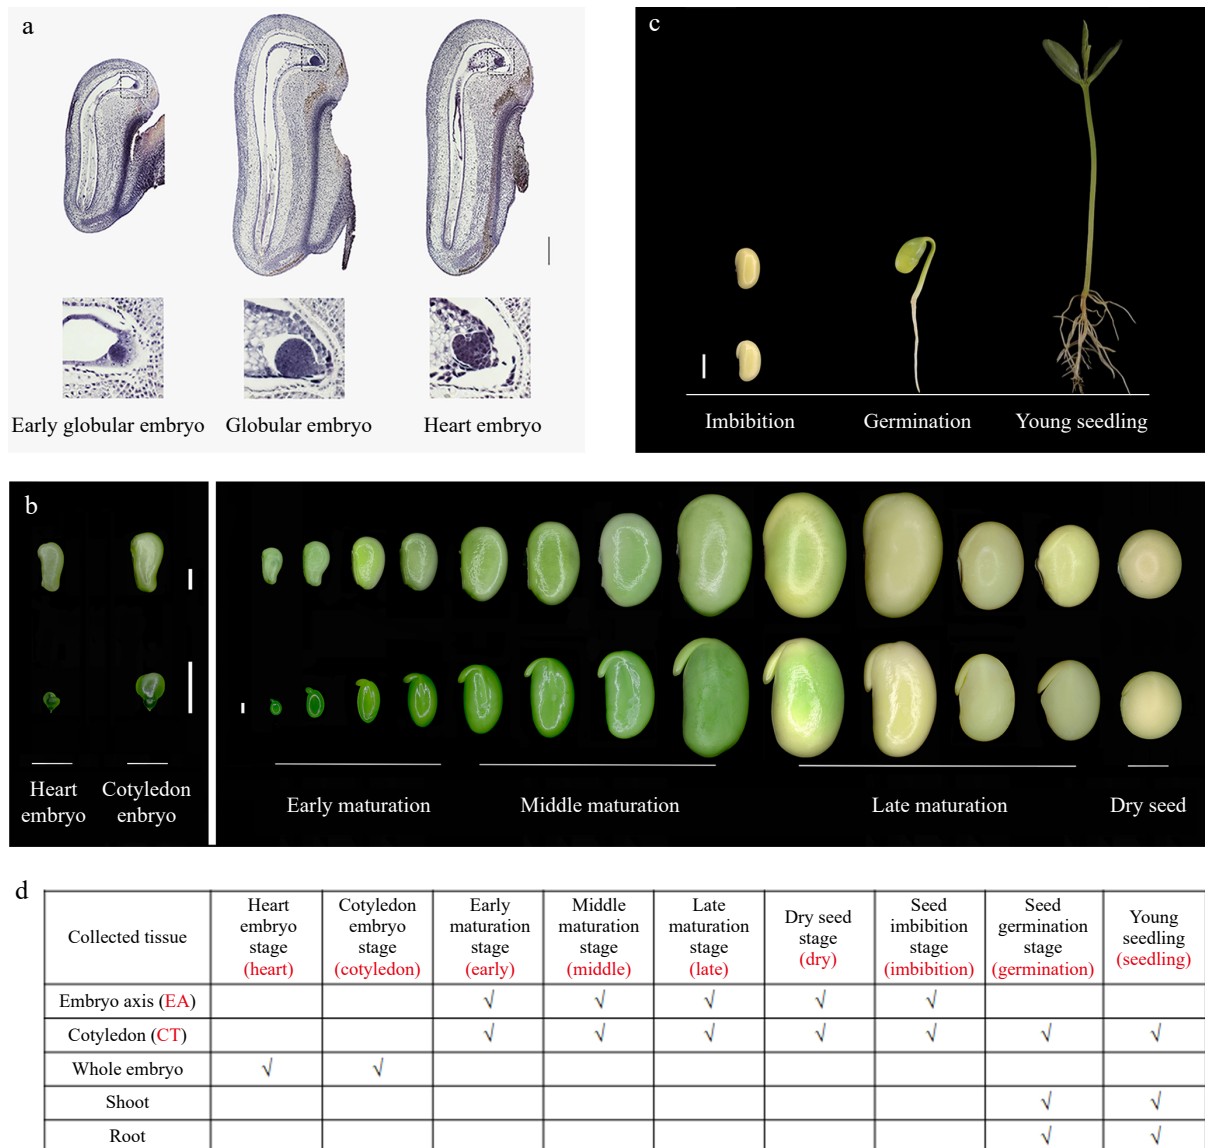 a
Early globular embryo
Globular embryo
Heart embryo
c
Imbibition
Germination
Young seedling
b
Heart
embryo
Cotyledon
enbryo
Early maturation
Middle maturation
Late maturation
Dry seed
d
Collected tissue
Heart
embryo
stage
(heart)
Cotyledon
embryo
stage
(cotyledon)
Early
maturation
stage
(early)
Middle
maturation
stage
(middle)
Late
maturation
stage
(late)
Dry seed
stage
(dry)
Seed
imbibition
stage
(imbibition)
Seed
germination
stage
(germination)
Young
seedling
(seedling)
Embryo axis (EA) √ √ √ √ √
Cotyledon (CT) √ √ √ √ √ √ √
Whole embryo √ √
Shoot √ √
Root √ √